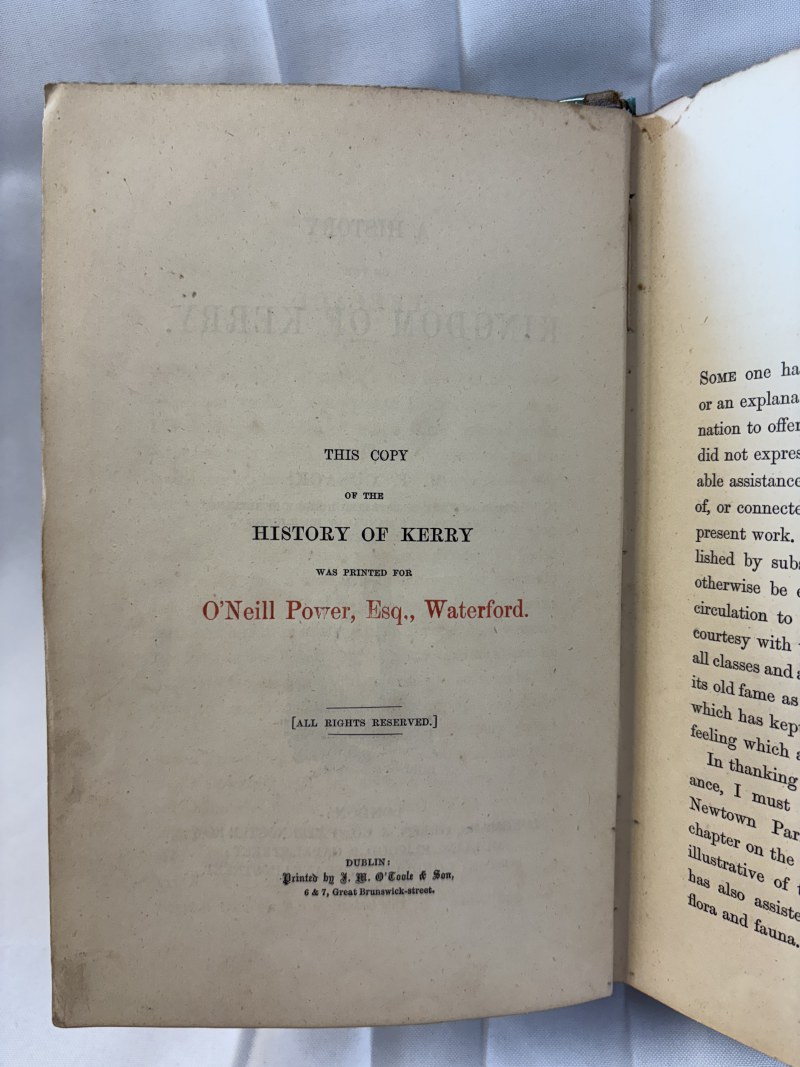 THIS COPY
OF THE
HISTORY OF KERRY
WAS PRINTED FOR
O'Neill Power, Esq., Waterford.
[ALL RIGHTS RESERVED.]
DUBLIN:
Printed by J. M. O'Toole & Son,
6 & 7, Great Brunswick-street.
SOME one ha
or an explana
nation to offer
did not expres
able assistance
of, or connecte
present work.
lished by subs
otherwise be e
circulation to
courtesy with
all classes and a
its old fame as
which has kept
feeling which a
In thanking
ance, I must
Newtown Par
chapter on the
illustrative of t
has also assiste
flora and fauna.